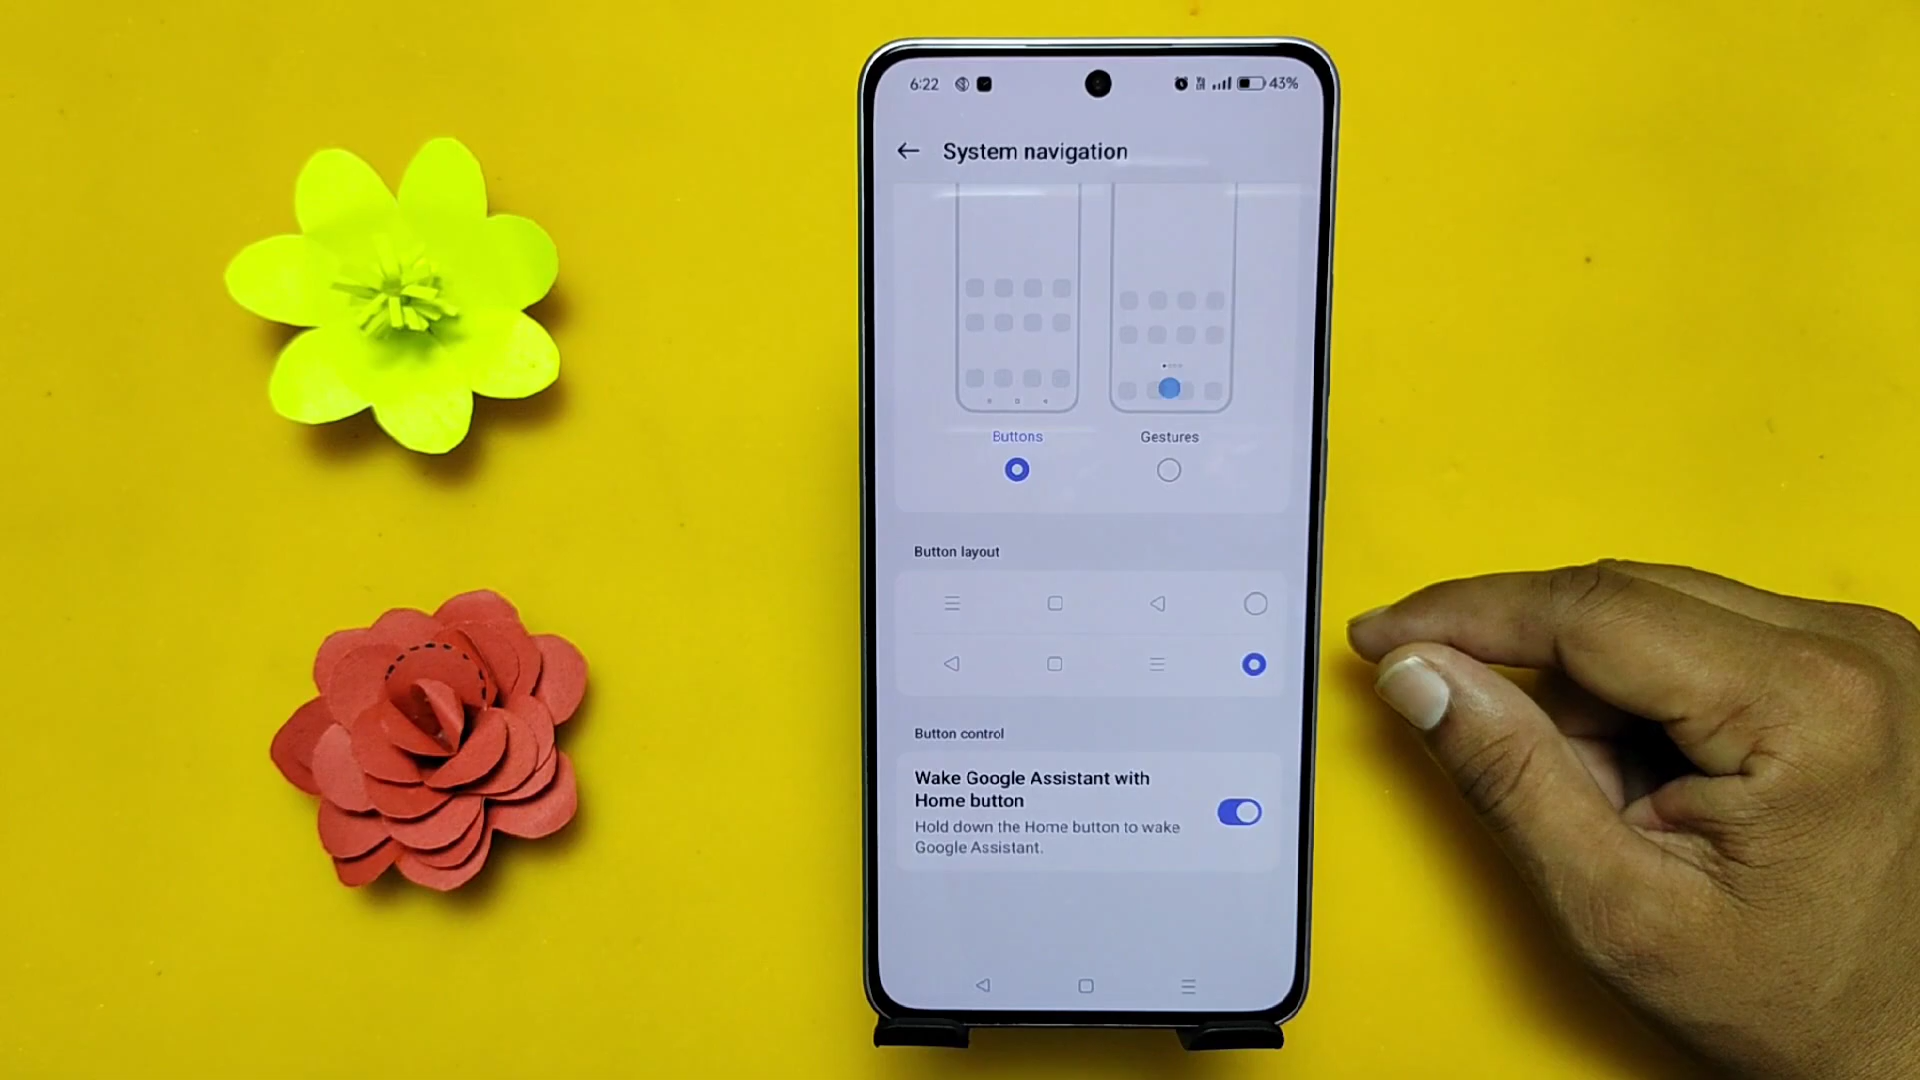 6:22
43%
System navigation
Buttons
Gestures
Button layout
Button control
Wake Google Assistant with
Home button
Hold down the Home button to wake
Google Assistant.